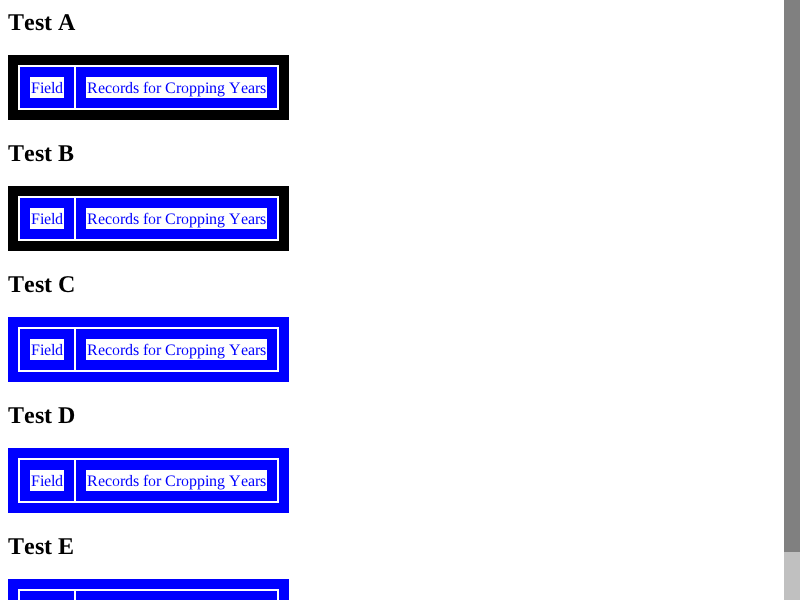 Test A
Field Records for Cropping Years
Test B
Field Records for Cropping Years
Test C
Field Records for Cropping Years
Test D
Field Records for Cropping Years
Test E